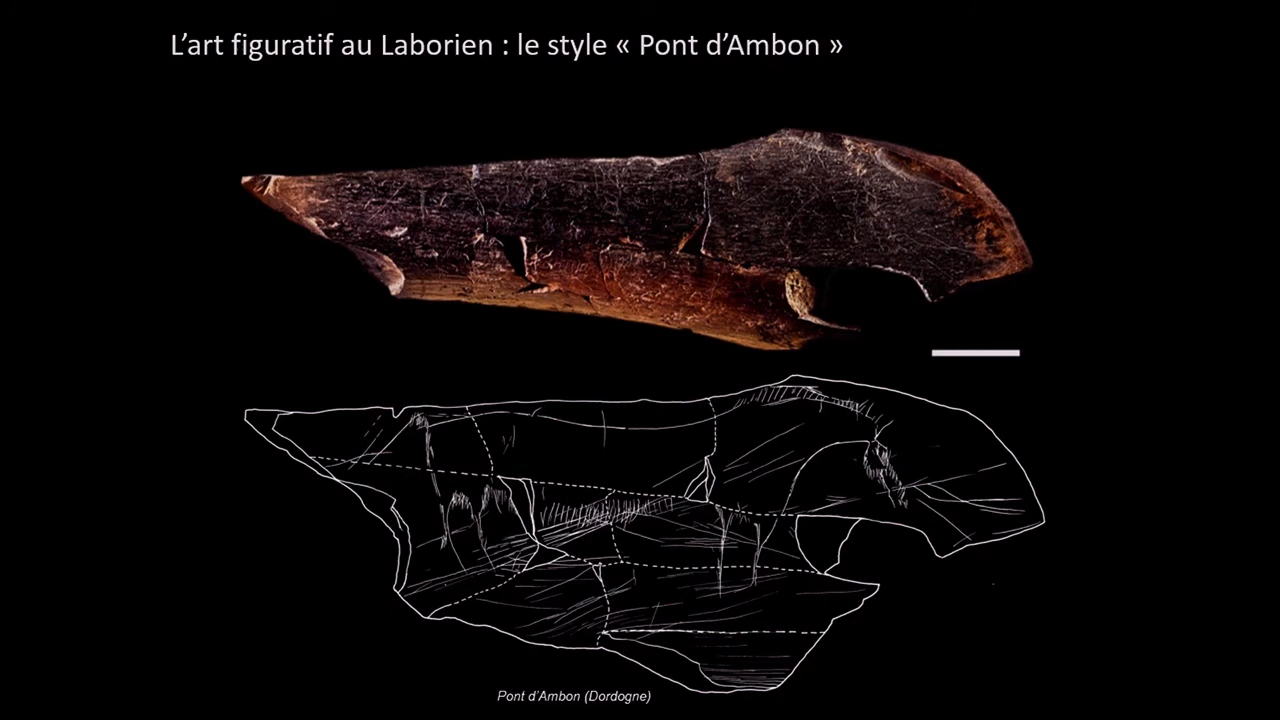 L’art figuratif au Laborien : le style « Pont d’Ambon »
Pont d’Ambon (Dordogne)